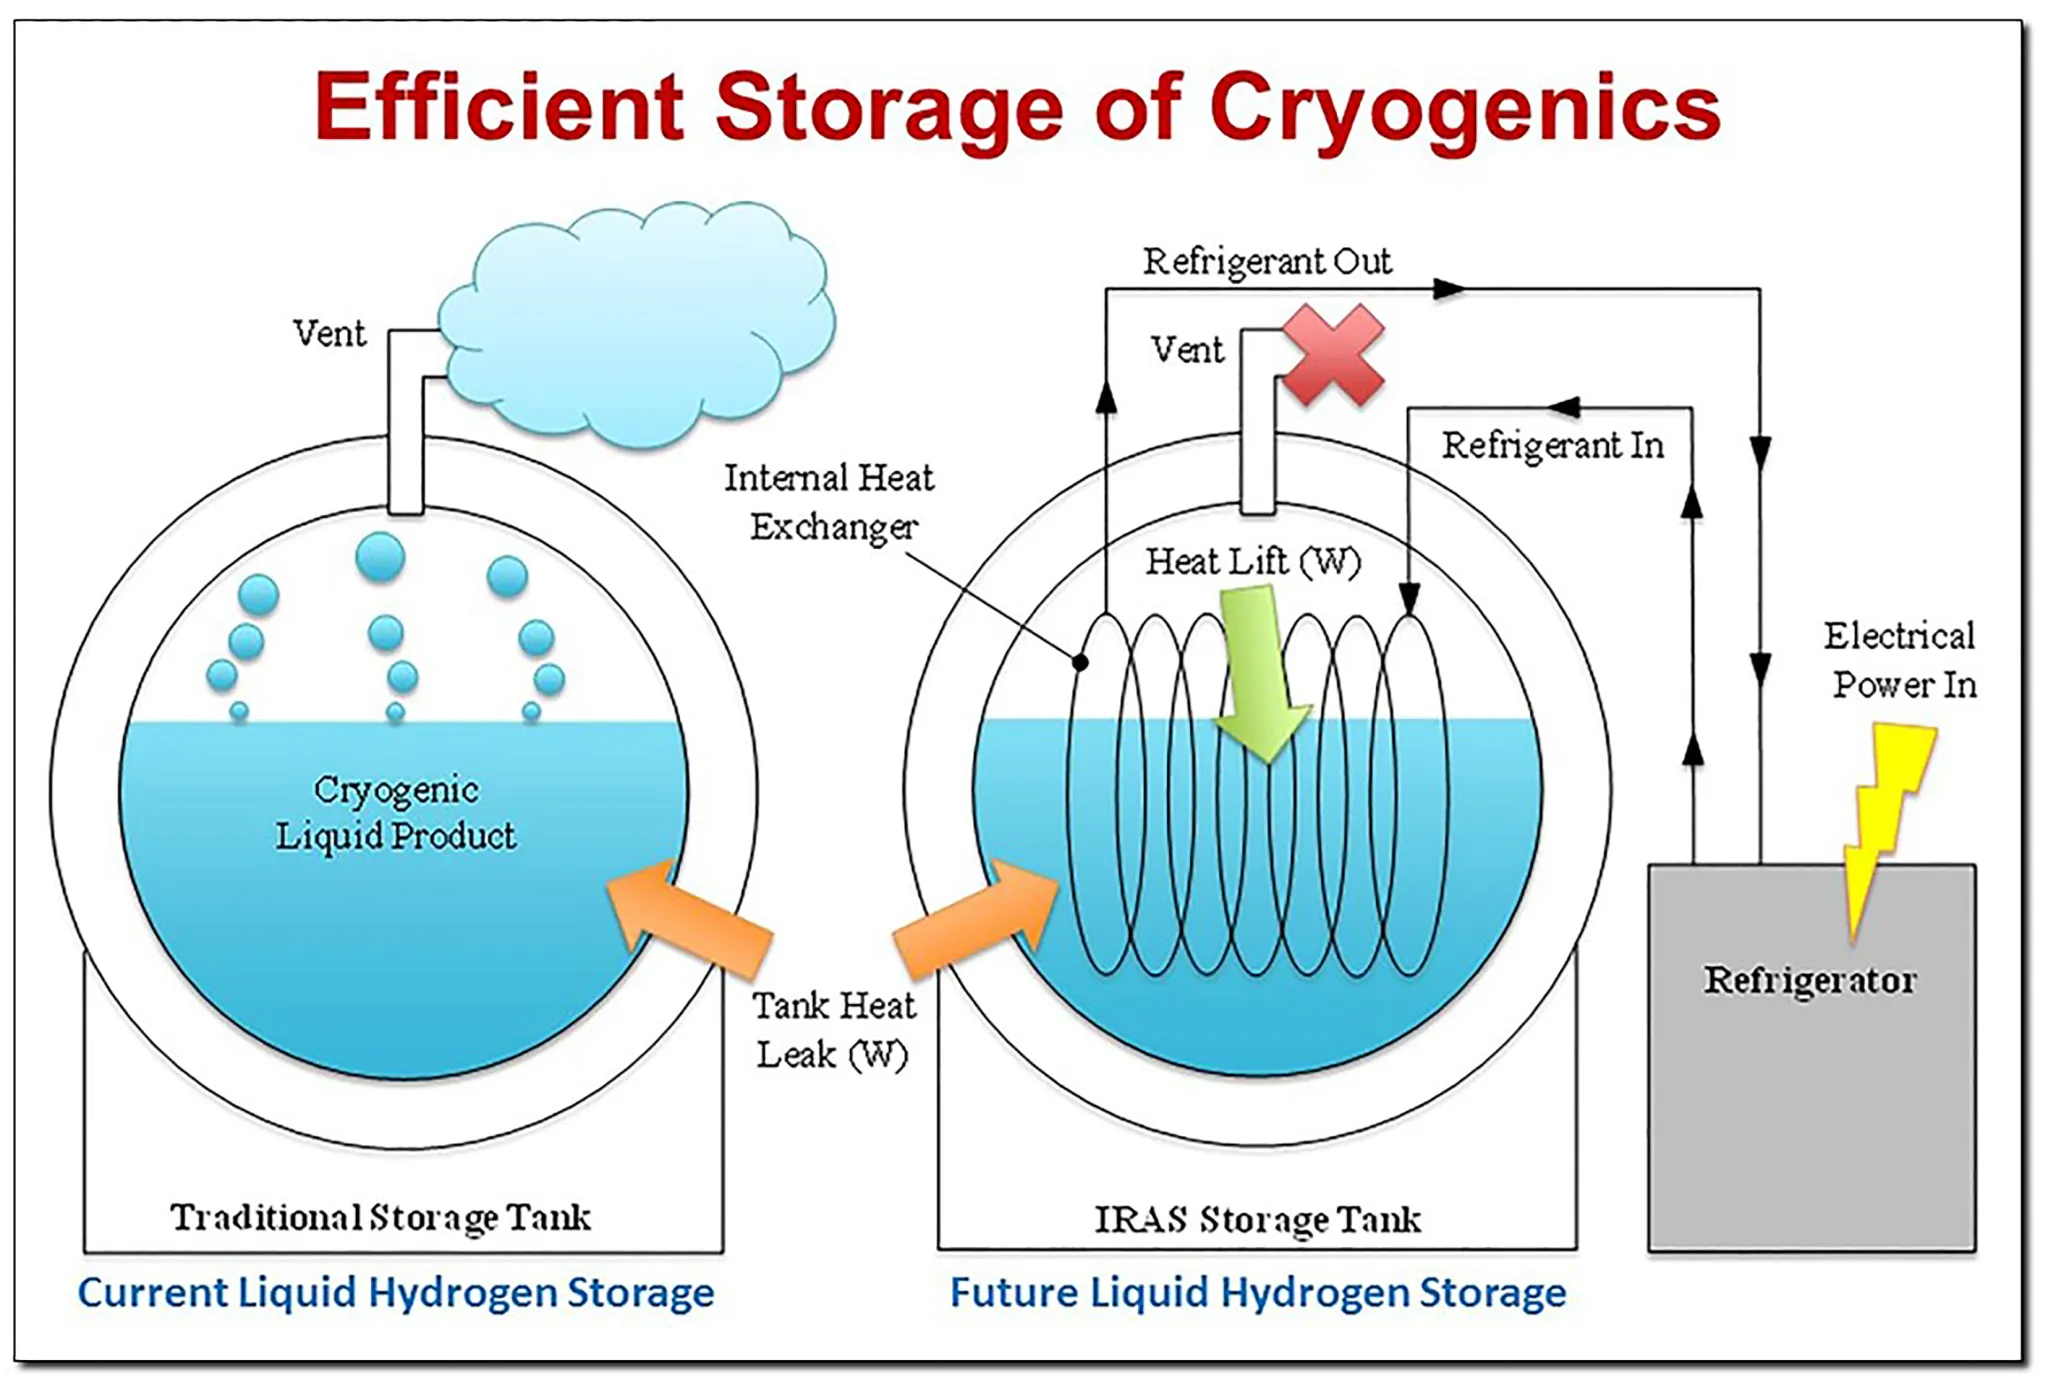 Efficient Storage of Cryogenics
Vent
Cryogenic
Liquid Product
Tank Heat
Leak (W)
Traditional Storage Tank
Current Liquid Hydrogen Storage
Refrigerant Out
Vent
Refrigerant In
Internal Heat
Exchanger
Heat Lift (W)
Electrical
Power In
Refrigerator
IRAS Storage Tank
Future Liquid Hydrogen Storage